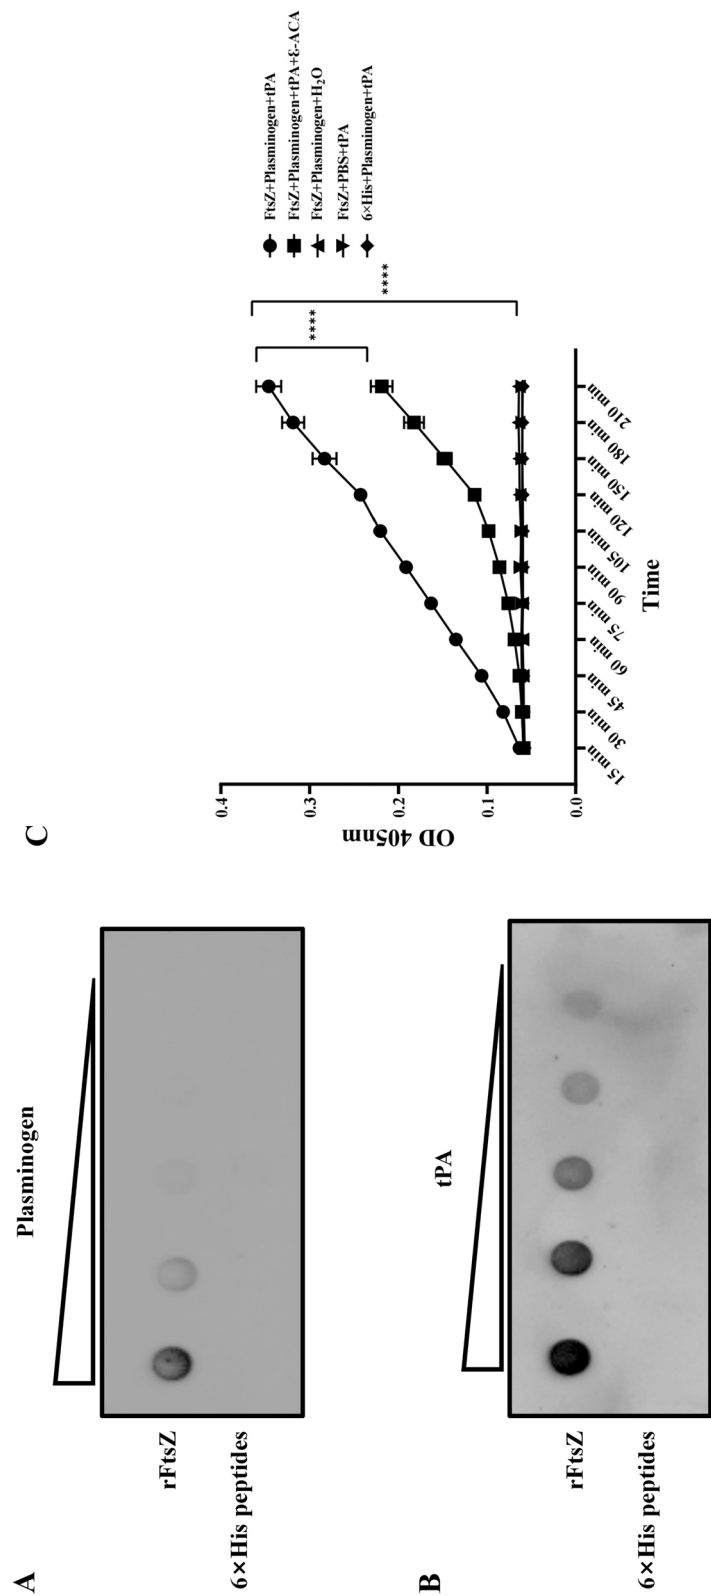 A
Plasminogen
rFtsZ
6×His peptides
B
tPA
rFtsZ
6×His peptides
C
OD 405nm
0.4
0.3
0.2
0.1
0.0
15 min
30 min
45 min
60 min
75 min
90 min
105 min
120 min
150 min
180 min
210 min
Time
****
****
FtsZ+Plasminogen+tPA
FtsZ+Plasminogen+tPA+ε-ACA
FtsZ+Plasminogen+H₂O
FtsZ+PBS+tPA
6×His+Plasminogen+tPA